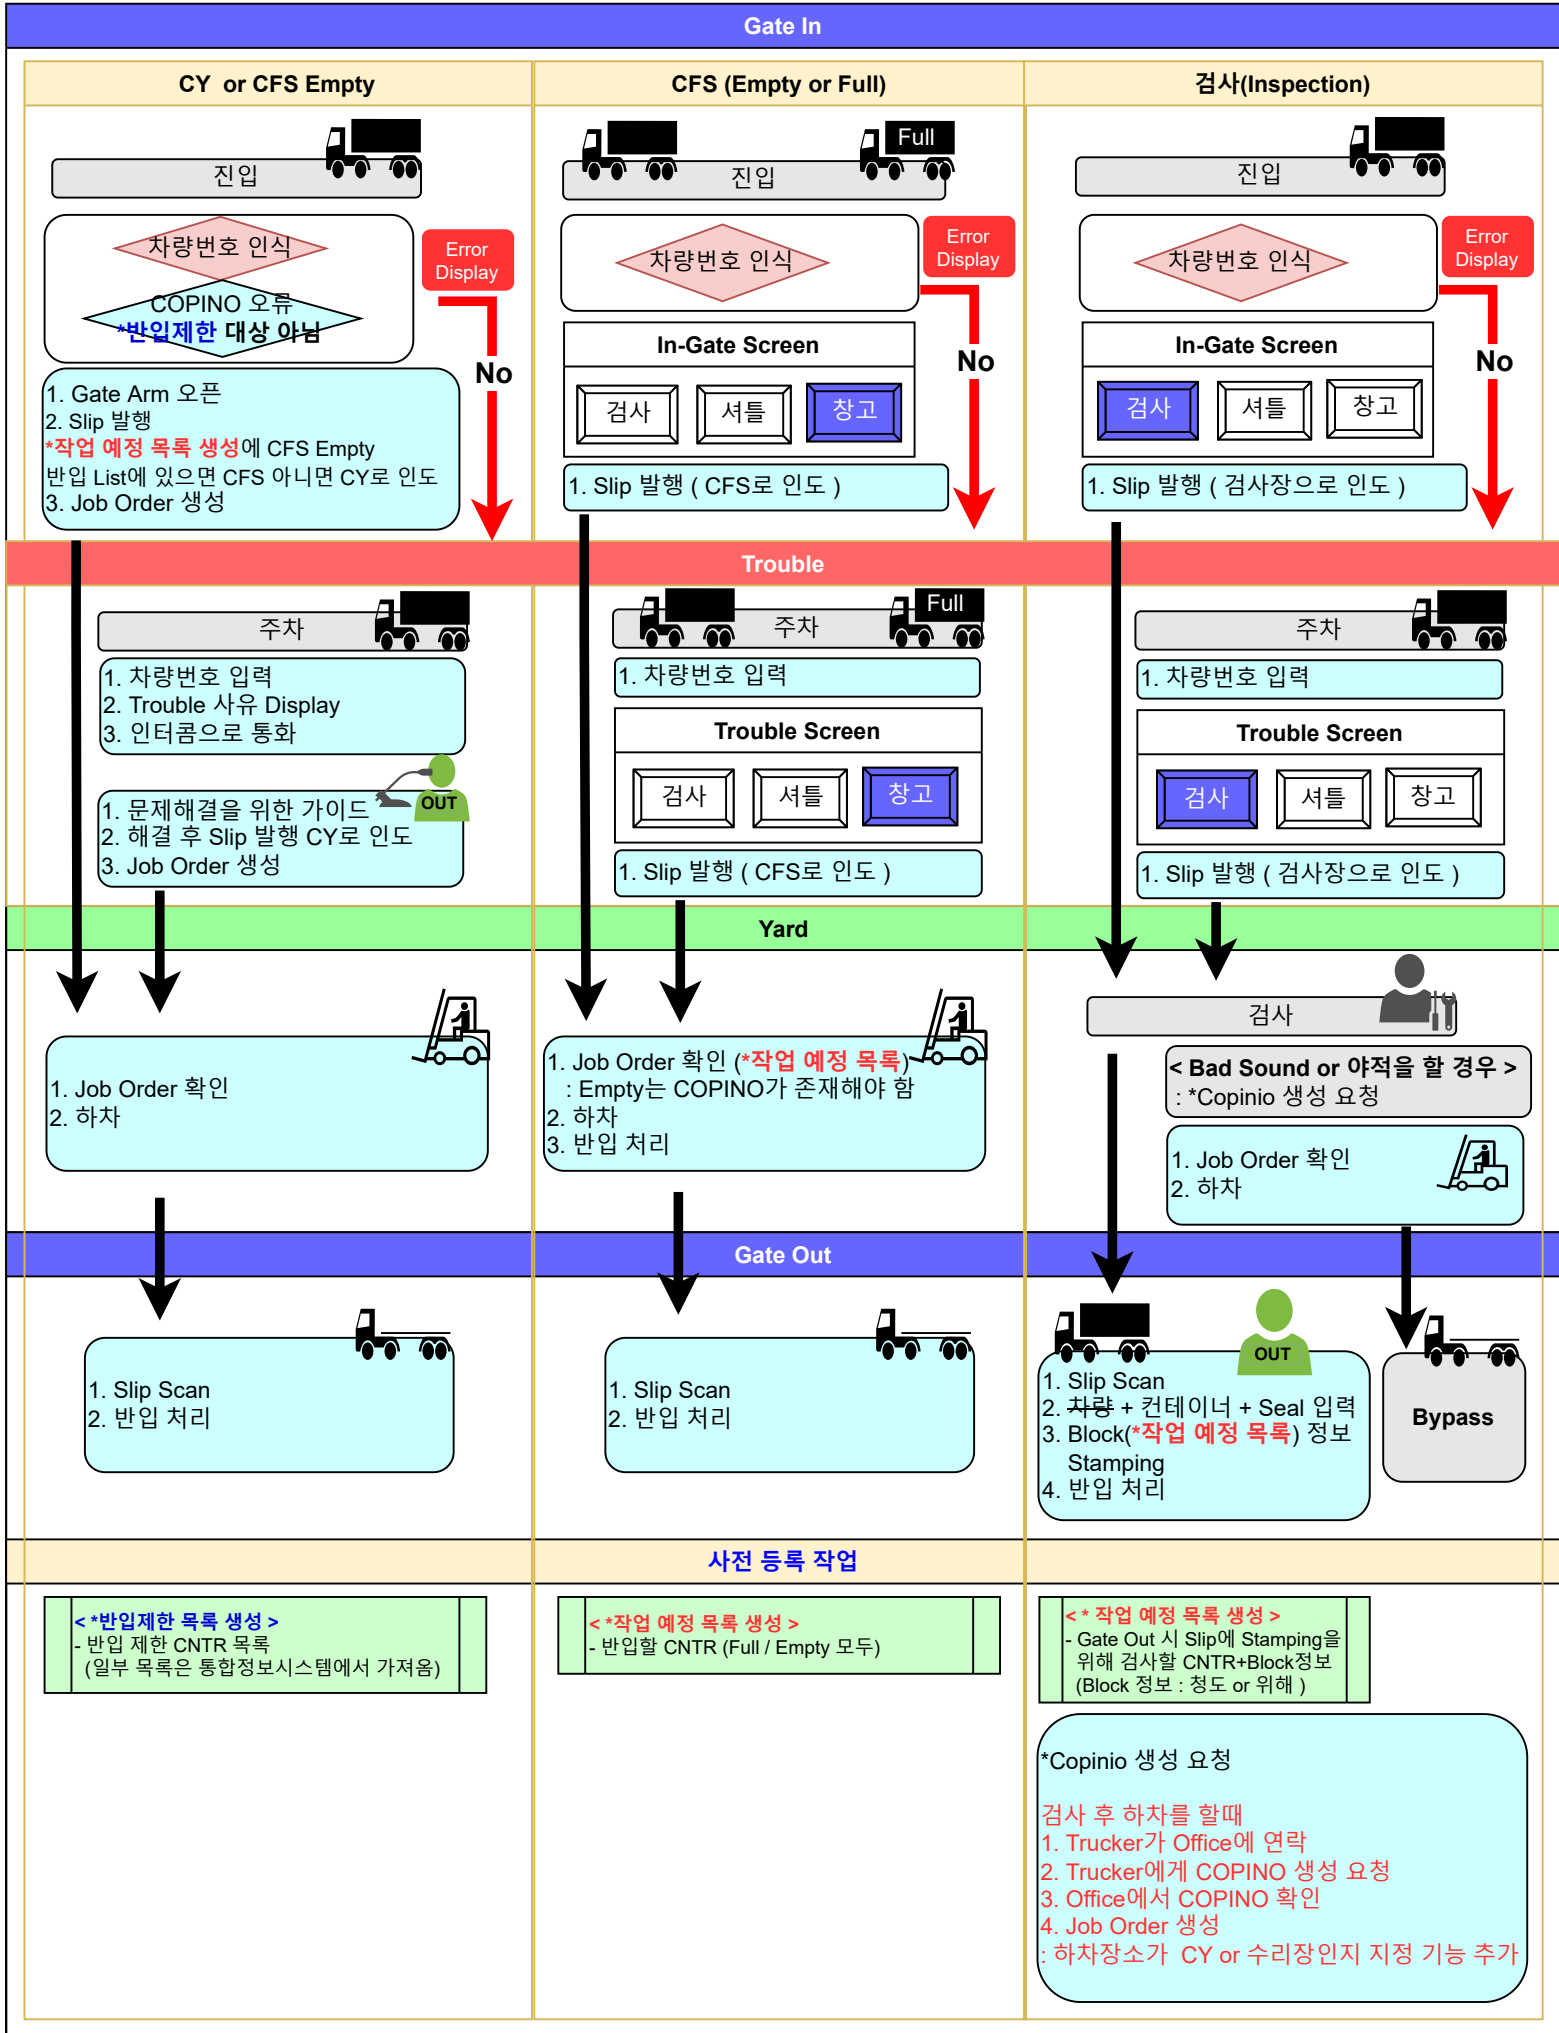 Gate In
CY or CFS Empty
CFS (Empty or Full)
검사(Inspection)
진입
Full
진입
진입
차량번호 인식
COPINO 오류
*반입제한 대상 아님
Error
Display
No
차량번호 인식
Error
Display
No
차량번호 인식
Error
Display
No
1. Gate Arm 오픈
2. Slip 발행
*작업 예정 목록 생성에 CFS Empty
반입 List에 있으면 CFS 아니면 CY로 인도
3. Job Order 생성
In-Gate Screen
검사
셔틀
창고
1. Slip 발행 ( CFS로 인도 )
In-Gate Screen
검사
셔틀
창고
1. Slip 발행 ( 검사장으로 인도 )
Trouble
주차
1. 차량번호 입력
2. Trouble 사유 Display
3. 인터콤으로 통화
OUT
1. 문제해결을 위한 가이드
2. 해결 후 Slip 발행 CY로 인도
3. Job Order 생성
주차
Full
1. 차량번호 입력
Trouble Screen
검사
셔틀
창고
1. Slip 발행 ( CFS로 인도 )
주차
1. 차량번호 입력
Trouble Screen
검사
셔틀
창고
1. Slip 발행 ( 검사장으로 인도 )
Yard
1. Job Order 확인
2. 하차
1. Job Order 확인 (*작업 예정 목록)
: Empty는 COPINO가 존재해야 함
2. 하차
3. 반입 처리
검사
< Bad Sound or 야적을 할 경우 >
: *Copinio 생성 요청
1. Job Order 확인
2. 하차
Gate Out
1. Slip Scan
2. 반입 처리
1. Slip Scan
2. 반입 처리
OUT
1. Slip Scan
2. 차량 + 컨테이너 + Seal 입력
3. Block(*작업 예정 목록) 정보
Stamping
4. 반입 처리
Bypass
사전 등록 작업
< *반입제한 목록 생성 >
- 반입 제한 CNTR 목록
(일부 목록은 통합정보시스템에서 가져옴)
< *작업 예정 목록 생성 >
- 반입할 CNTR (Full / Empty 모두)
< * 작업 예정 목록 생성 >
- Gate Out 시 Slip에 Stamping을
위해 검사할 CNTR+Block정보
(Block 정보 : 청도 or 위해 )
*Copinio 생성 요청
검사 후 하차를 할때
1. Trucker가 Office에 연락
2. Trucker에게 COPINO 생성 요청
3. Office에서 COPINO 확인
4. Job Order 생성
: 하차장소가 CY or 수리장인지 지정 기능 추가